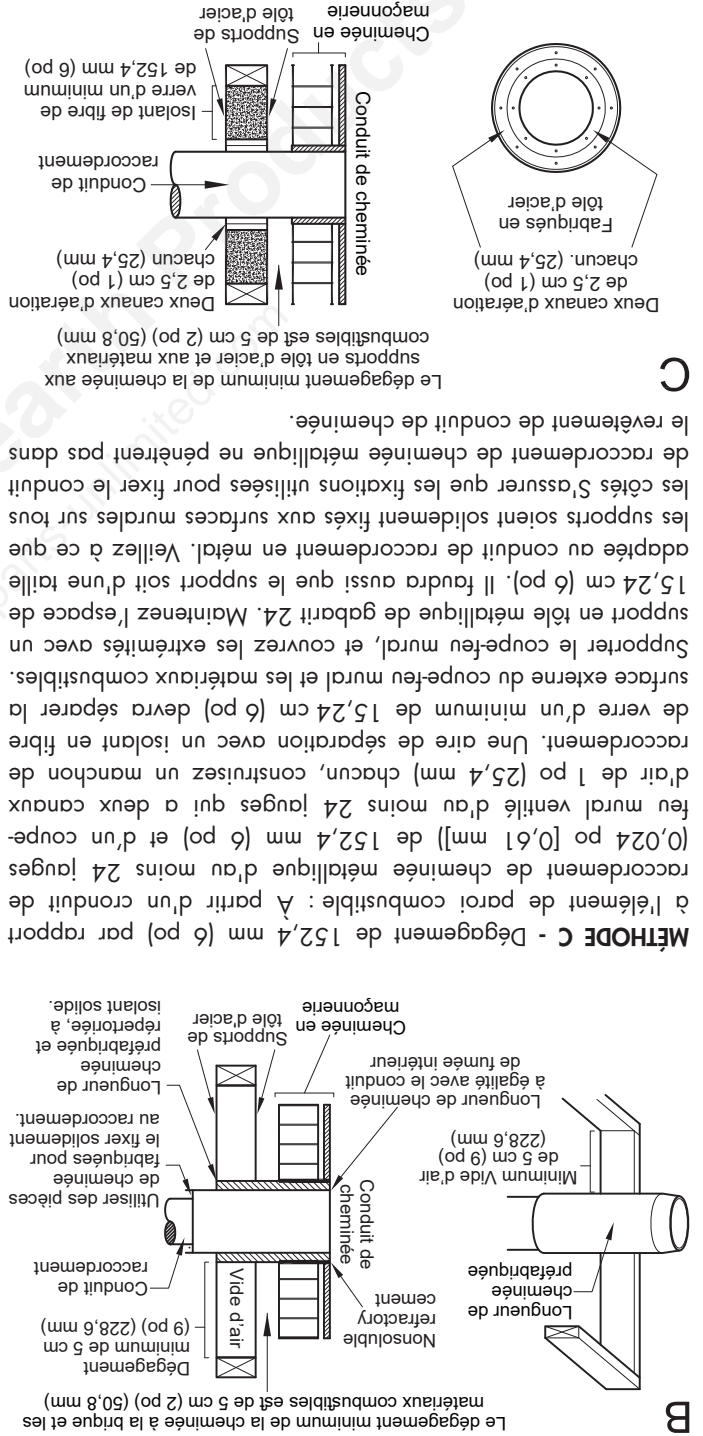 B
Le dégagement minimum de la cheminée à la brique et les
matériaux combustibles est de 5 cm (2 po) (50,8 mm)
Longueur de
cheminée
préfabriquée
Minimum Vide d'air
de 5 cm (9 po)
(228,6 mm)
Nonsoluble
refractory
cement
Conduit de
cheminée
Longueur de cheminée
à égalité avec le conduit
de fumée intérieur
Cheminée en
maçonnerie
Vide d'air
Dégagement
minimum de 5 cm
(9 po) (228,6 mm)
Conduit de
raccordement
Utiliser des pièces
de cheminée
fabriquées pour
le fixer solidement
au raccordement.
Longueur de
cheminée
préfabriquée et
répertoriée, à
isolant solide.
Supports de
tôle d'acier
MÉTHODE C - Dégagement de 152,4 mm (6 po) par rapport
à l'élément de paroi combustible : À partir d'un cronduit de
raccordement de cheminée métallique d'au moins 24 jauges
(0,024 po [0,61 mm]) de 152,4 mm (6 po) et d'un coupe-
feu mural ventilé d'au moins 24 jauges qui a deux canaux
d'air de 1 po (25,4 mm) chacun, construisez un manchon de
raccordement. Une aire de séparation avec un isolant en fibre
de verre d'un minimum de 15,24 cm (6 po) devra séparer la
surface externe du coupe-feu mural et les matériaux combustibles.
Supporter le coupe-feu mural, et couvrez les extrémités avec un
support en tôle métallique de gabarit 24. Maintenez l'espace de
15,24 cm (6 po). Il faudra aussi que le support soit d'une taille
adaptée au conduit de raccordement en métal. Veillez à ce que
les supports soient solidement fixés aux surfaces murales sur tous
les côtés S'assurer que les fixations utilisées pour fixer le conduit
de raccordement de cheminée métallique ne pénètrent pas dans
le revêtement de conduit de cheminée.
C
Le dégagement minimum de la cheminée aux
supports en tôle d'acier et aux matériaux
combustibles est de 5 cm (2 po) (50,8 mm)
Deux canaux d'aération
de 2,5 cm (1 po)
chacun. (25,4 mm)
Fabriqués en
tôle d'acier
Deux canaux d'aération
de 2,5 cm (1 po)
chacun (25,4 mm)
Conduit de
raccordement
Isolant de fibre de
verre d'un minimum
de 152,4 mm (6 po)
Conduit de cheminée
Cheminée en
maçonnerie
Supports de
tôle d'acier
earth Products